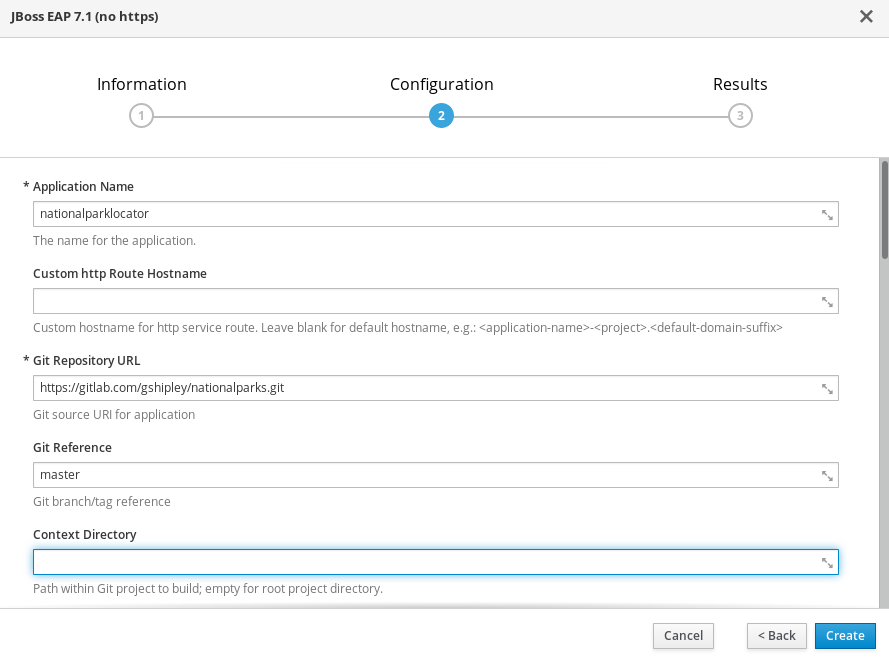 JBoss EAP 7.1 (no https)
Information Configuration Results
1 2 3
* Application Name
nationalparklocator
The name for the application.
Custom http Route Hostname
Custom hostname for http service route. Leave blank for default hostname, e.g.: <application-name>-<project>.<default-domain-suffix>
* Git Repository URL
https://gitlab.com/gshipley/nationalparks.git
Git source URI for application
Git Reference
master
Git branch/tag reference
Context Directory
Path within Git project to build; empty for root project directory.
Cancel < Back Create